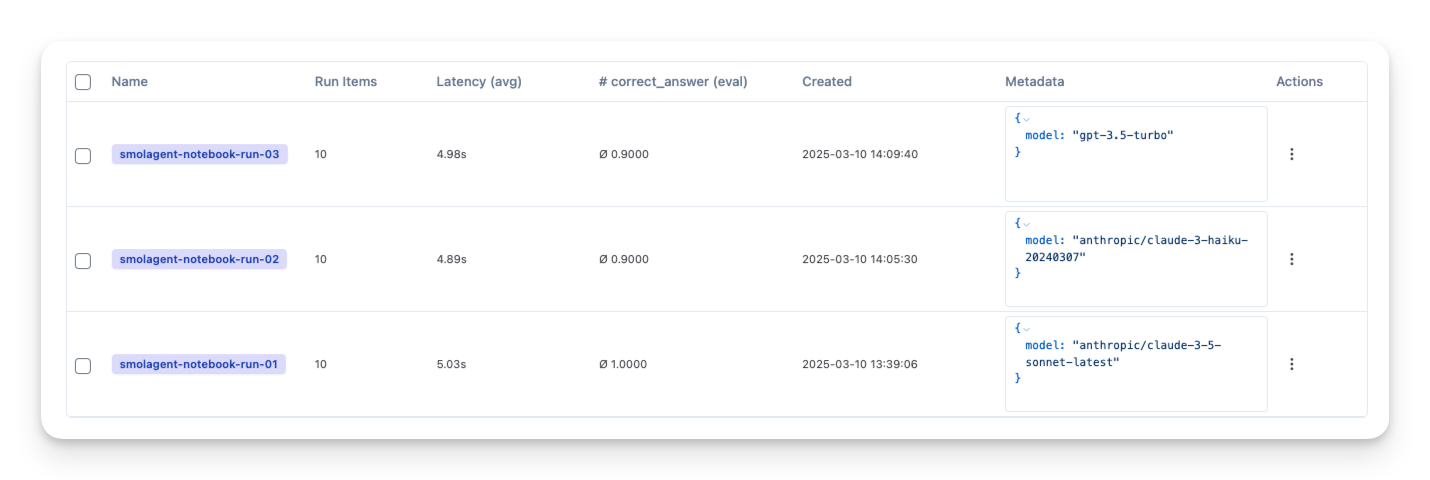 Name Run Items Latency (avg) # correct_answer (eval) Created Metadata Actions
smolagent-notebook-run-03 10 4.98s Ø 0.9000 2025-03-10 14:09:40
{
model: "gpt-3.5-turbo"
}
smolagent-notebook-run-02 10 4.89s Ø 0.9000 2025-03-10 14:05:30
{
model: "anthropic/claude-3-haiku-
20240307"
}
smolagent-notebook-run-01 10 5.03s Ø 1.0000 2025-03-10 13:39:06
{
model: "anthropic/claude-3-5-
sonnet-latest"
}